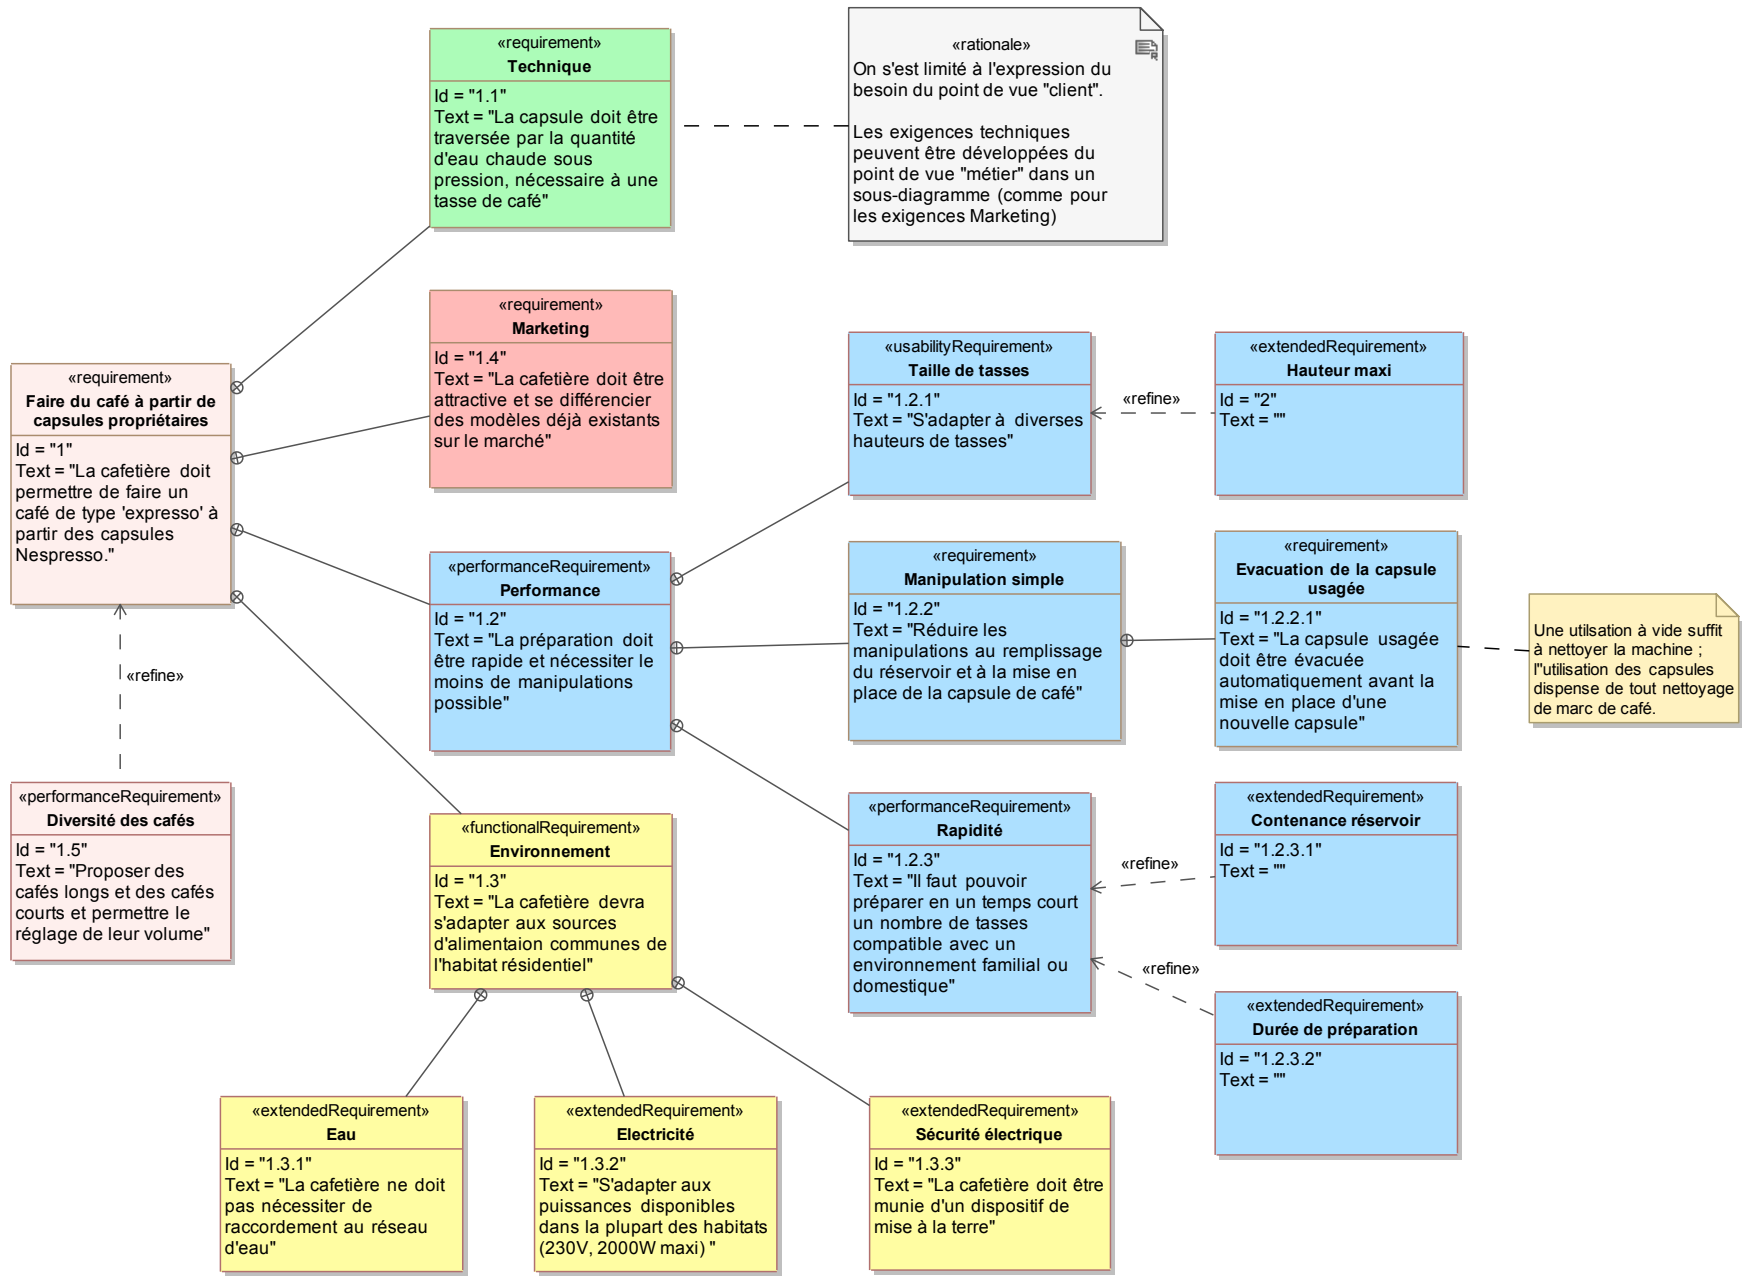 «requirement»
Technique
Id = "1.1"
Text = "La capsule doit être
traversée par la quantité
d'eau chaude sous
pression, nécessaire à une
tasse de café"
«rationale»
On s'est limité à l'expression du
besoin du point de vue "client".
Les exigences techniques
peuvent être développées du
point de vue "métier" dans un
sous-diagramme (comme pour
les exigences Marketing)
«requirement»
Marketing
Id = "1.4"
Text = "La cafetière doit être
attractive et se différencier
des modèles déjà existants
sur le marché"
«requirement»
Faire du café à partir de
capsules propriétaires
Id = "1"
Text = "La cafetière doit
permettre de faire un
café de type 'expresso' à
partir des capsules
Nespresso."
«usabilityRequirement»
Taille de tasses
Id = "1.2.1"
Text = "S'adapter à diverses
hauteurs de tasses"
«refine»
«extendedRequirement»
Hauteur maxi
Id = "2"
Text = ""
«performanceRequirement»
Performance
Id = "1.2"
Text = "La préparation doit
être rapide et nécessiter le
moins de manipulations
possible"
«requirement»
Manipulation simple
Id = "1.2.2"
Text = "Réduire les
manipulations au remplissage
du réservoir et à la mise en
place de la capsule de café"
«requirement»
Evacuation de la capsule
usagée
Id = "1.2.2.1"
Text = "La capsule usagée
doit être évacuée
automatiquement avant la
mise en place d'une
nouvelle capsule"
Une utilsation à vide suffit
à nettoyer la machine ;
l"utilisation des capsules
dispense de tout nettoyage
de marc de café.
«refine»
«performanceRequirement»
Diversité des cafés
Id = "1.5"
Text = "Proposer des
cafés longs et des cafés
courts et permettre le
réglage de leur volume"
«functionalRequirement»
Environnement
Id = "1.3"
Text = "La cafetière devra
s'adapter aux sources
d'alimentaion communes de
l'habitat résidentiel"
«performanceRequirement»
Rapidité
Id = "1.2.3"
Text = "Il faut pouvoir
préparer en un temps court
un nombre de tasses
compatible avec un
environnement familial ou
domestique"
«refine»
«extendedRequirement»
Contenance réservoir
Id = "1.2.3.1"
Text = ""
«refine»
«extendedRequirement»
Durée de préparation
Id = "1.2.3.2"
Text = ""
«extendedRequirement»
Eau
Id = "1.3.1"
Text = "La cafetière ne doit
pas nécessiter de
raccordement au réseau
d'eau"
«extendedRequirement»
Electricité
Id = "1.3.2"
Text = "S'adapter aux
puissances disponibles
dans la plupart des habitats
(230V, 2000W maxi) "
«extendedRequirement»
Sécurité électrique
Id = "1.3.3"
Text = "La cafetière doit être
munie d'un dispositif de
mise à la terre"